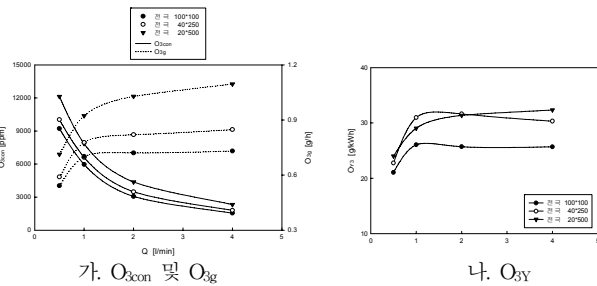 전극 100*100
전극 40*250
전극 20*500
O3con
O3g
15000
12000
9000
6000
3000
0
O3con [ppm]
1.2
0.9
0.6
0.3
O3g [g/h]
0 1 2 3 4 5
Q [l/min]
가. O3con 및 O3g
40
30
20
10
OY3 [g/kWh]
0 1 2 3 4 5
전극 100*100
전극 40*250
전극 20*500
나. O3Y